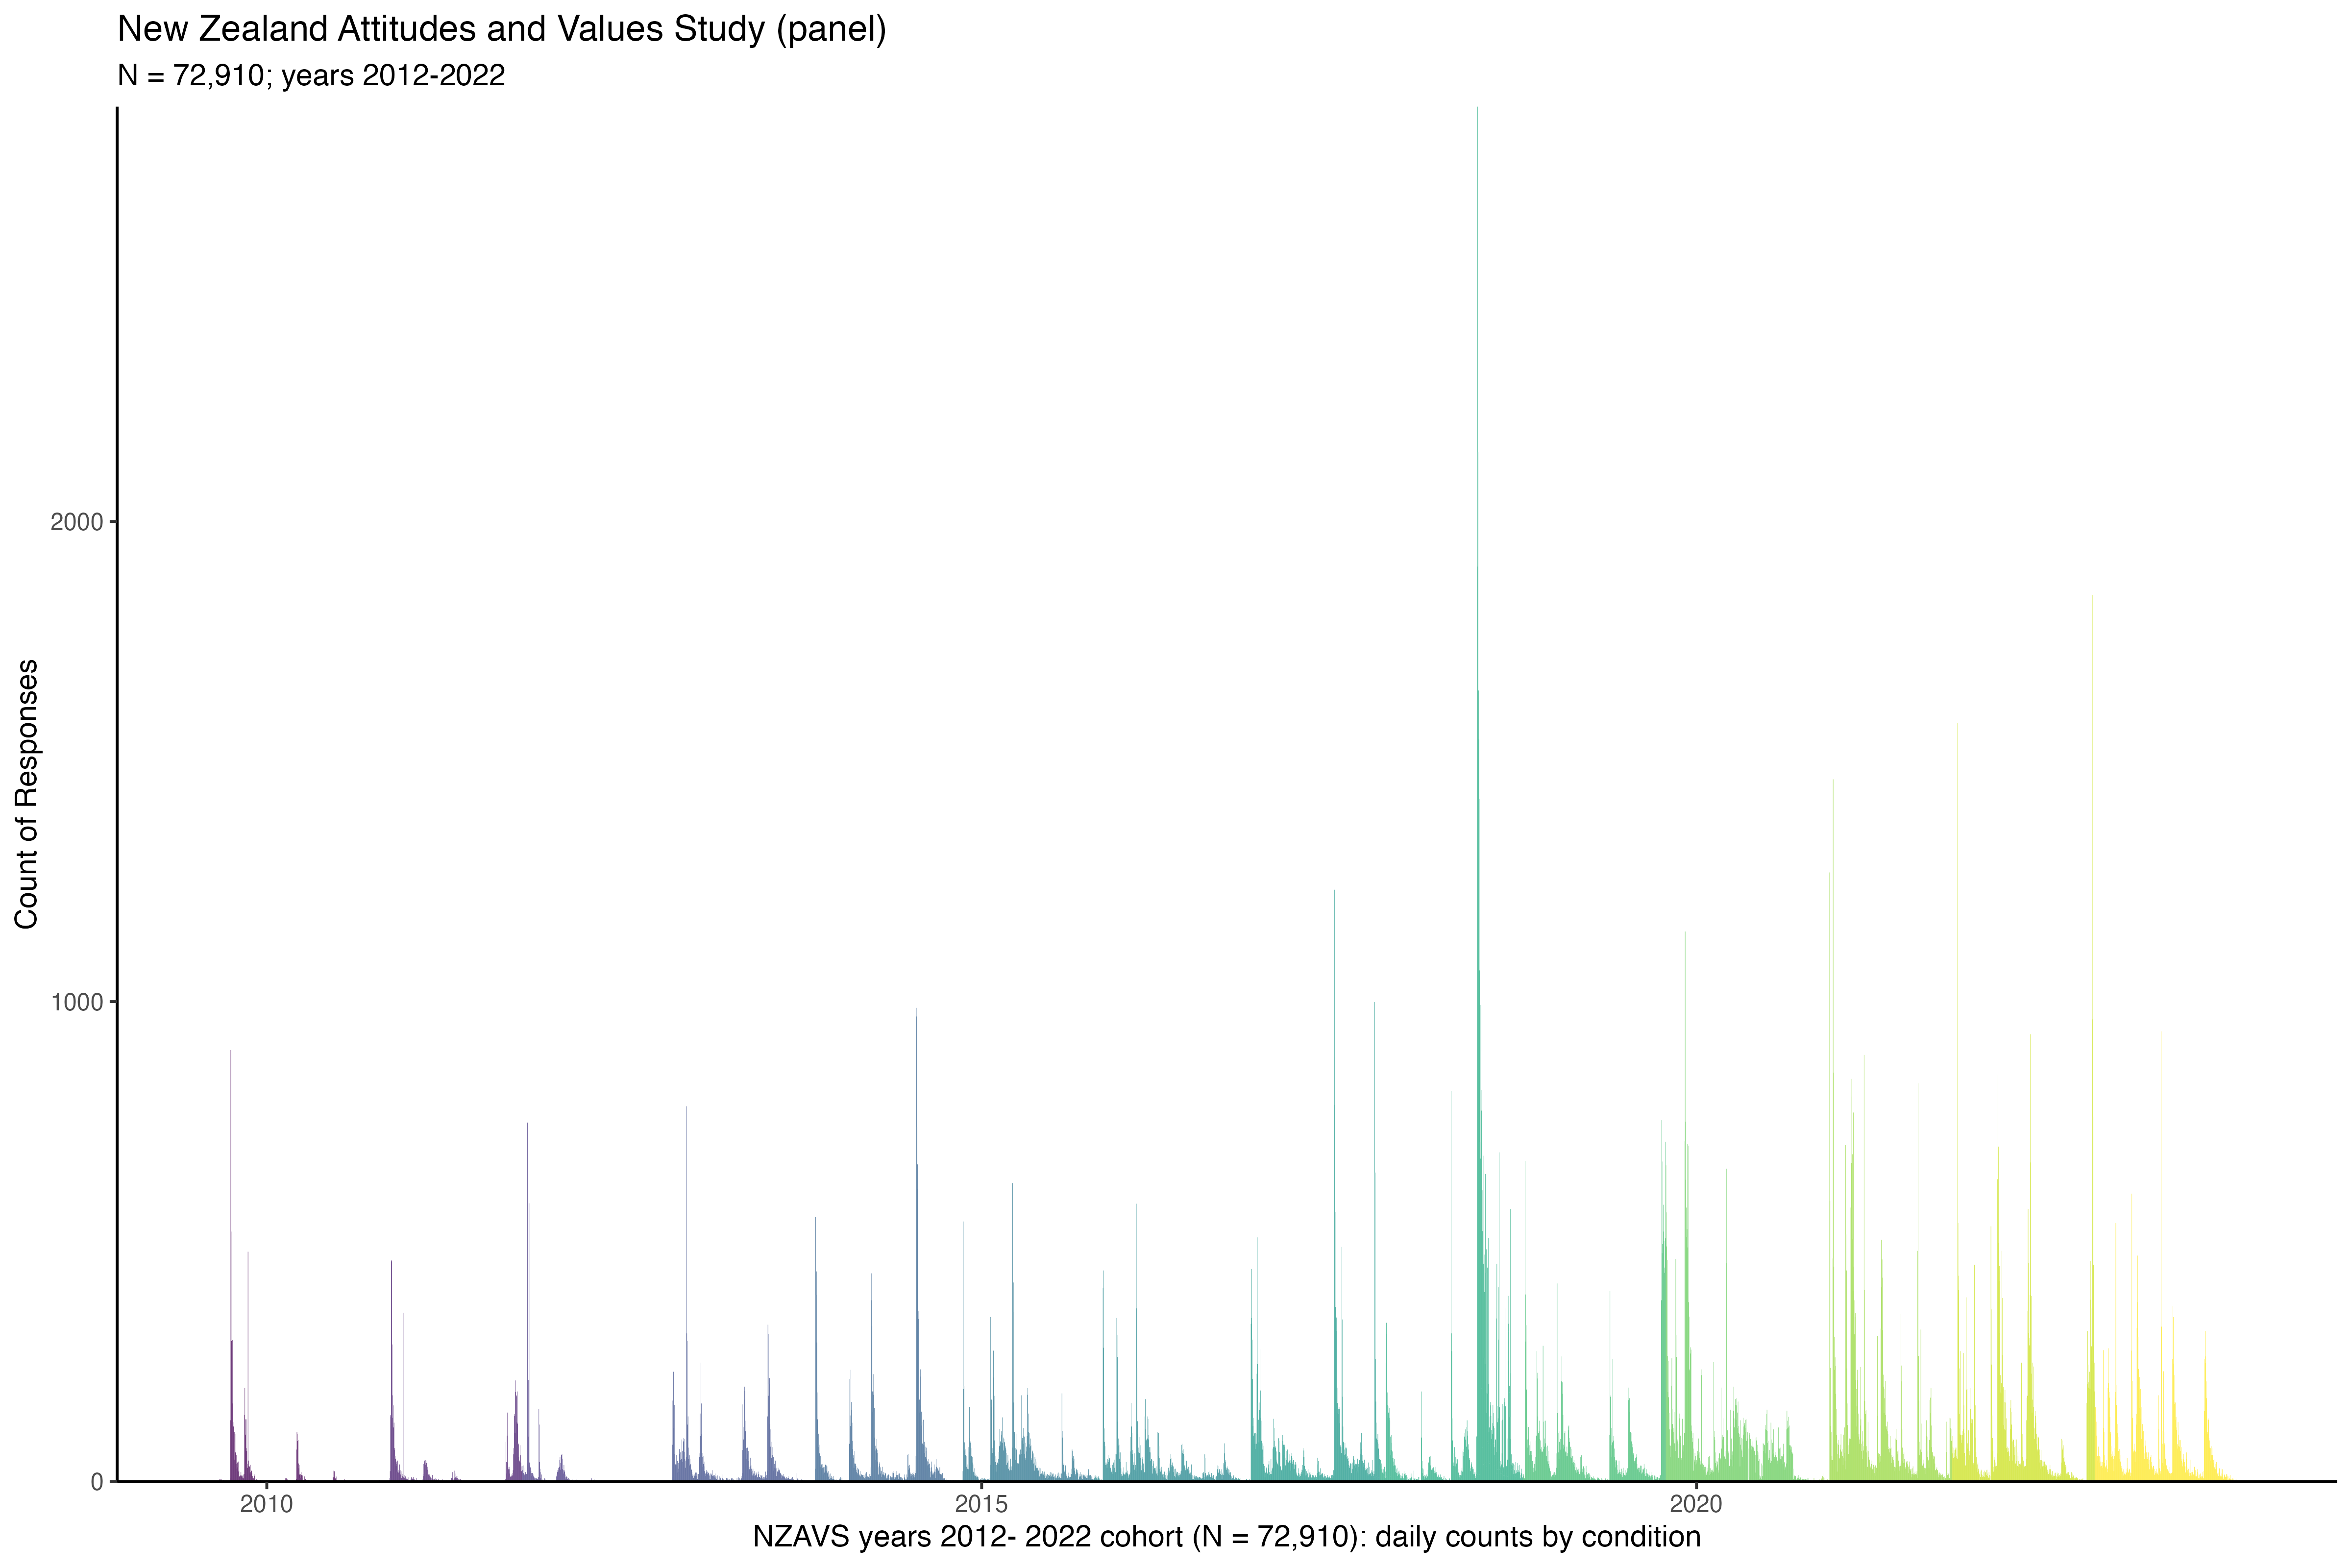 New Zealand Attitudes and Values Study (panel)
N = 72,910; years 2012-2022
Count of Responses
2000
1000
0
2010
2015
2020
NZAVS years 2012- 2022 cohort (N = 72,910): daily counts by condition